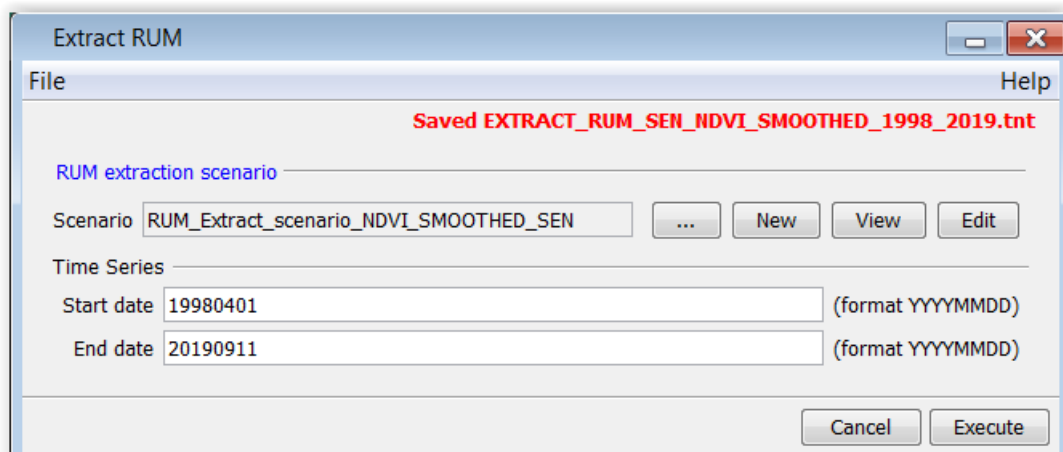 Extract RUM
File Help
Saved EXTRACT_RUM_SEN_NDVI_SMOOTHED_1998_2019.tnt
RUM extraction scenario
Scenario RUM_Extract_scenario_NDVI_SMOOTHED_SEN ... New View Edit
Time Series
Start date 19980401 (format YYYYMMDD)
End date 20190911 (format YYYYMMDD)
Cancel Execute